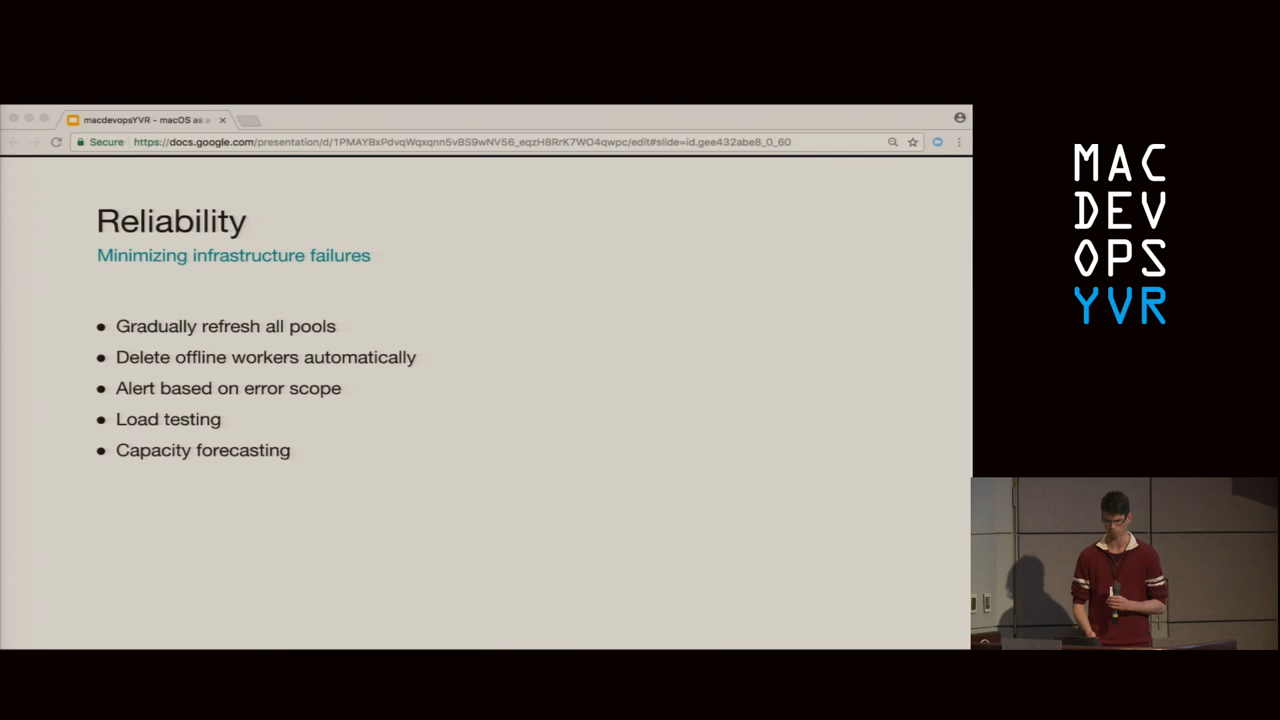 macdevopsYVR - macOS as a
Secure https://docs.google.com/presentation/d/1PMAYBxPdvqWqxqnn5vBS9wNV56_eqzH8RrK7WO4qwpc/edit#slide=id.gee432abe8_0_60
Reliability
Minimizing infrastructure failures
● Gradually refresh all pools
● Delete offline workers automatically
● Alert based on error scope
● Load testing
● Capacity forecasting
MAC
DEV
OPS
YVR